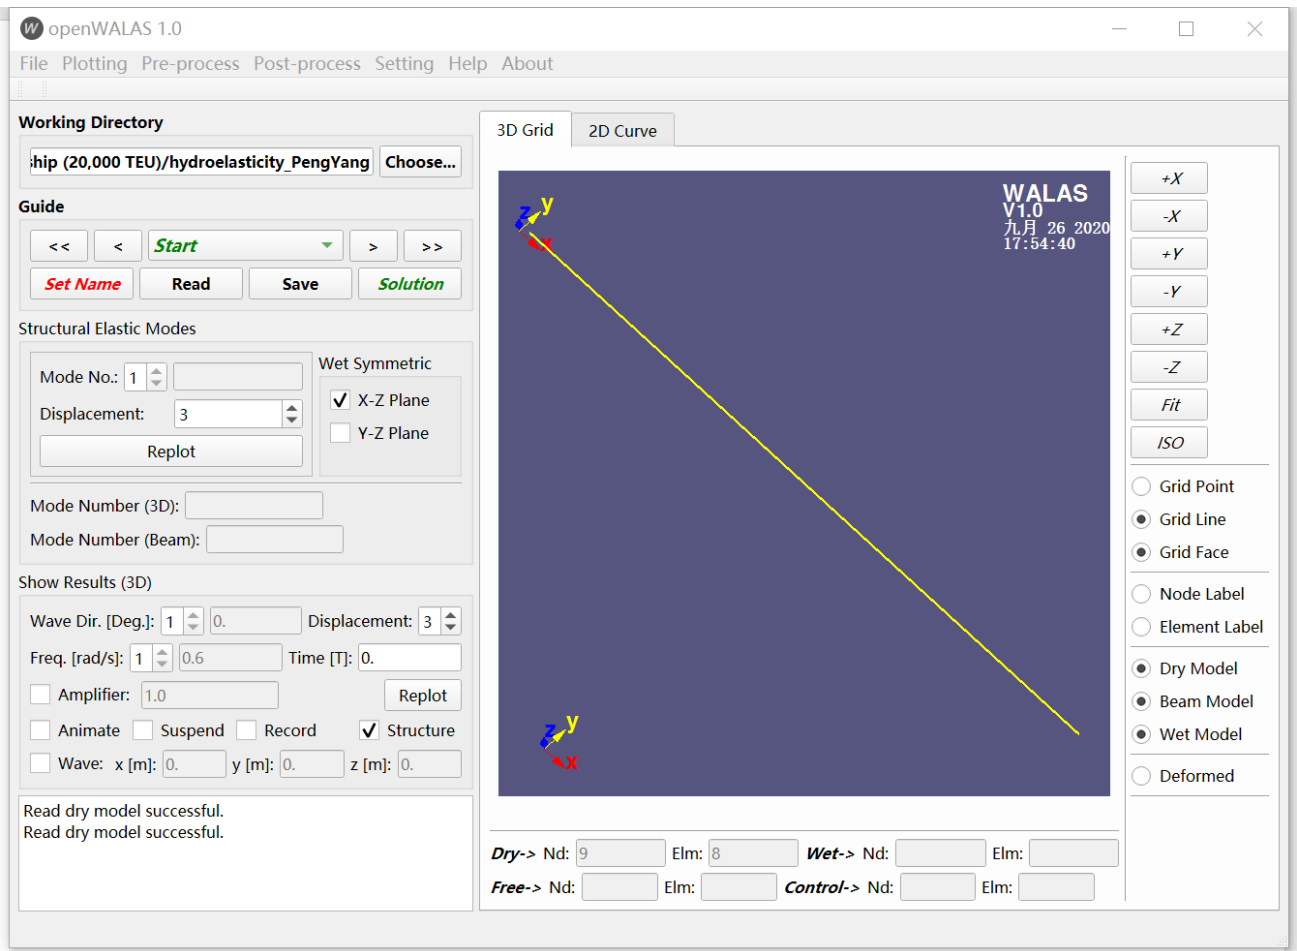 openWALAS 1.0
File Plotting Pre-process Post-process Setting Help About
Working Directory
hip (20,000 TEU)/hydroelasticity_PengYang Choose...
Guide
<< < Start > >>
Set Name Read Save Solution
Structural Elastic Modes
Mode No.: 1
Displacement: 3
Replot
Wet Symmetric
X-Z Plane
Y-Z Plane
Mode Number (3D):
Mode Number (Beam):
Show Results (3D)
Wave Dir. [Deg.]: 1 0. Displacement: 3
Freq. [rad/s]: 1 0.6 Time [T]: 0.
Amplifier: 1.0 Replot
Animate Suspend Record Structure
Wave: x [m]: 0. y [m]: 0. z [m]: 0.
Read dry model successful.
Read dry model successful.
3D Grid 2D Curve
WALAS
V1.0
九月 26 2020
17:54:40
z y
x
z y
x
+X
-X
+Y
-Y
+Z
-Z
Fit
ISO
Grid Point
Grid Line
Grid Face
Node Label
Element Label
Dry Model
Beam Model
Wet Model
Deformed
Dry-> Nd: 9 Elm: 8 Wet-> Nd: Elm:
Free-> Nd: Elm: Control-> Nd: Elm: